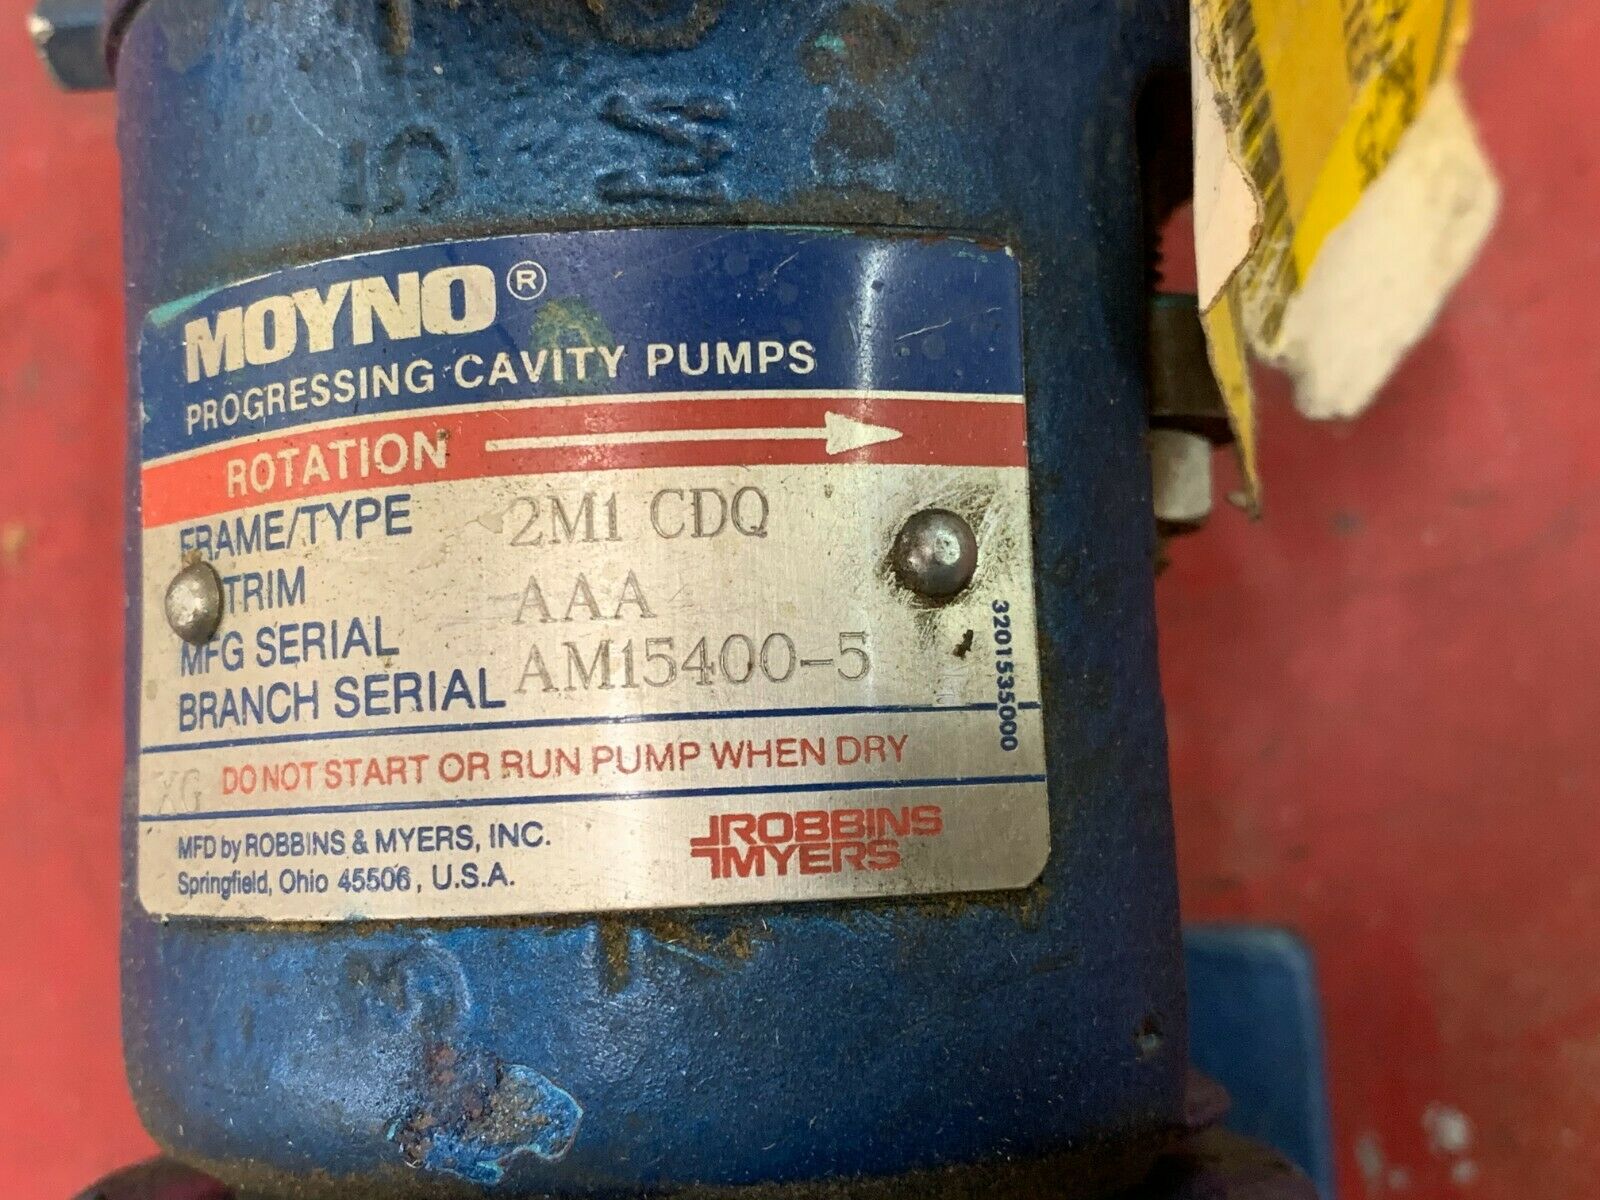 S M
MOYNO®
PROGRESSING CAVITY PUMPS
ROTATION
FRAME/TYPE 2M1 CDQ
TRIM AAA
MFG SERIAL AM15400-5
BRANCH SERIAL
3201535000
XG DO NOT START OR RUN PUMP WHEN DRY
MFD by ROBBINS & MYERS, INC.
Springfield, Ohio 45506, U.S.A.
ROBBINS
MYERS